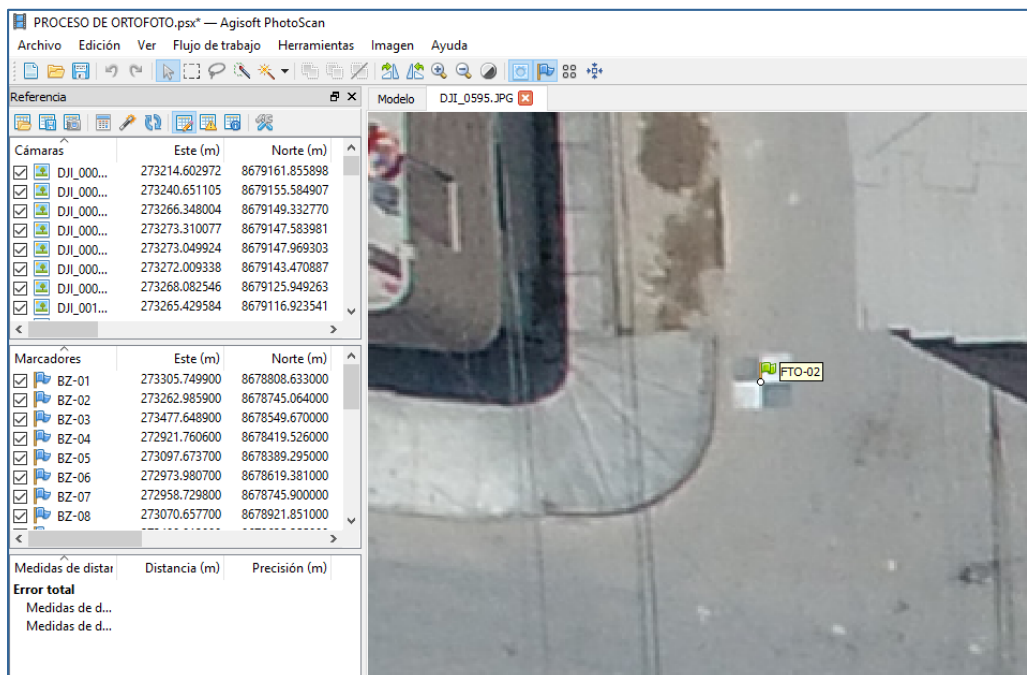 PROCESO DE ORTOFOTO.psx* — Agisoft PhotoScan
Archivo Edición Ver Flujo de trabajo Herramientas Imagen Ayuda
Referencia
Modelo DJI_0595.JPG
Cámaras Este (m) Norte (m)
DJI_000... 273214.602972 8679161.855898
DJI_000... 273240.651105 8679155.584907
DJI_000... 273266.348004 8679149.332770
DJI_000... 273273.310077 8679147.583981
DJI_000... 273273.049924 8679147.969303
DJI_000... 273272.009338 8679143.470887
DJI_000... 273268.082546 8679125.949263
DJI_001... 273265.429584 8679116.923541
Marcadores Este (m) Norte (m)
BZ-01 273305.749900 8678808.633000
BZ-02 273262.985900 8678745.064000
BZ-03 273477.648900 8678549.670000
BZ-04 272921.760600 8678419.526000
BZ-05 273097.673700 8678389.295000
BZ-06 272973.980700 8678619.381000
BZ-07 272958.729800 8678745.900000
BZ-08 273070.657700 8678921.851000
FTO-02
Medidas de distar Distancia (m) Precisión (m)
Error total
Medidas de d...
Medidas de d...